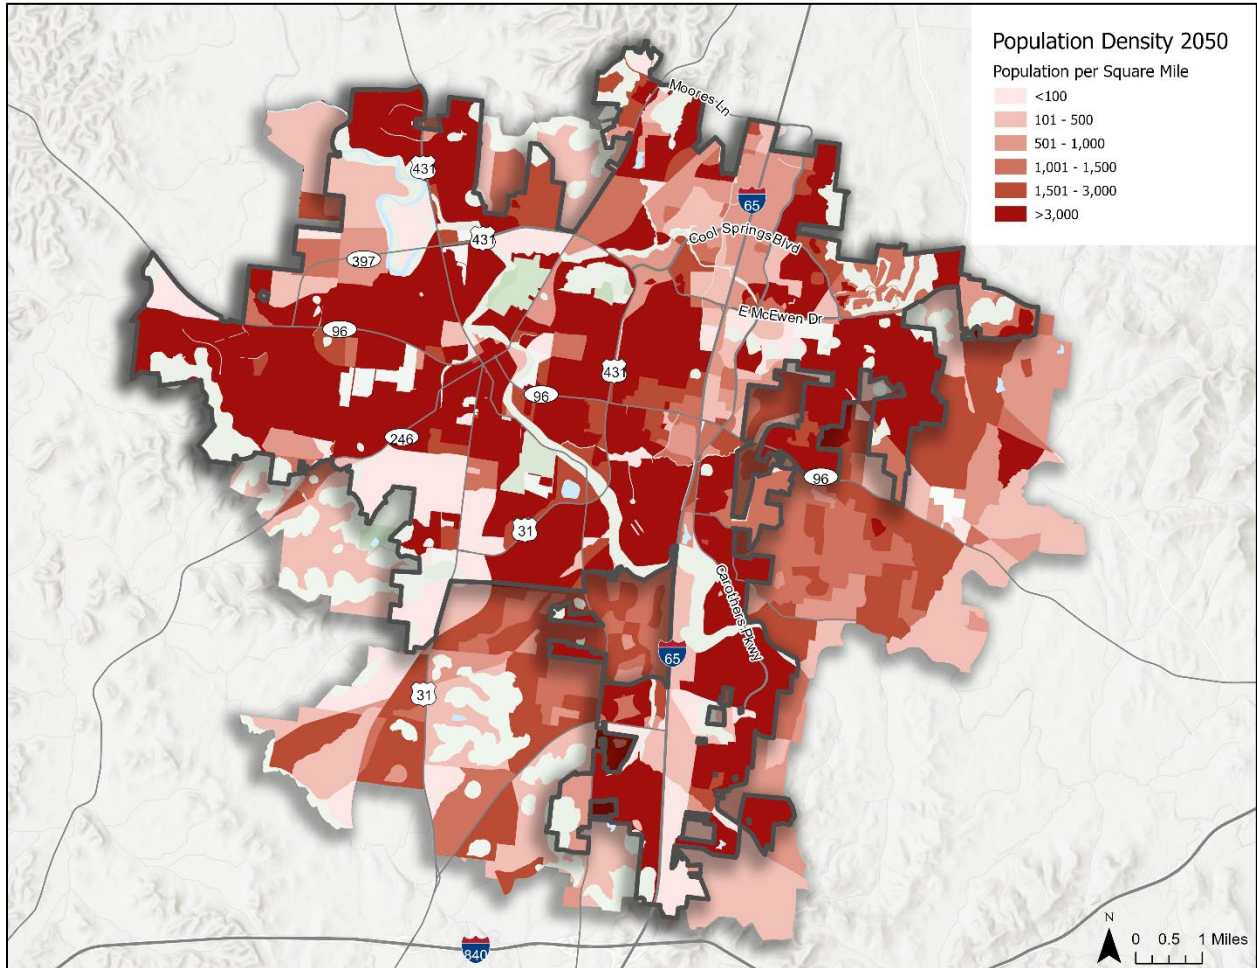 Population Density 2050
Population per Square Mile
<100
101 - 500
501 - 1,000
1,001 - 1,500
1,501 - 3,000
>3,000
Moores Ln
431
65
Cool Springs Blvd
431
397
E McEwen Dr
96
431
96
246
96
31
Carothers Pkwy
65
31
840
N
0 0.5 1 Miles